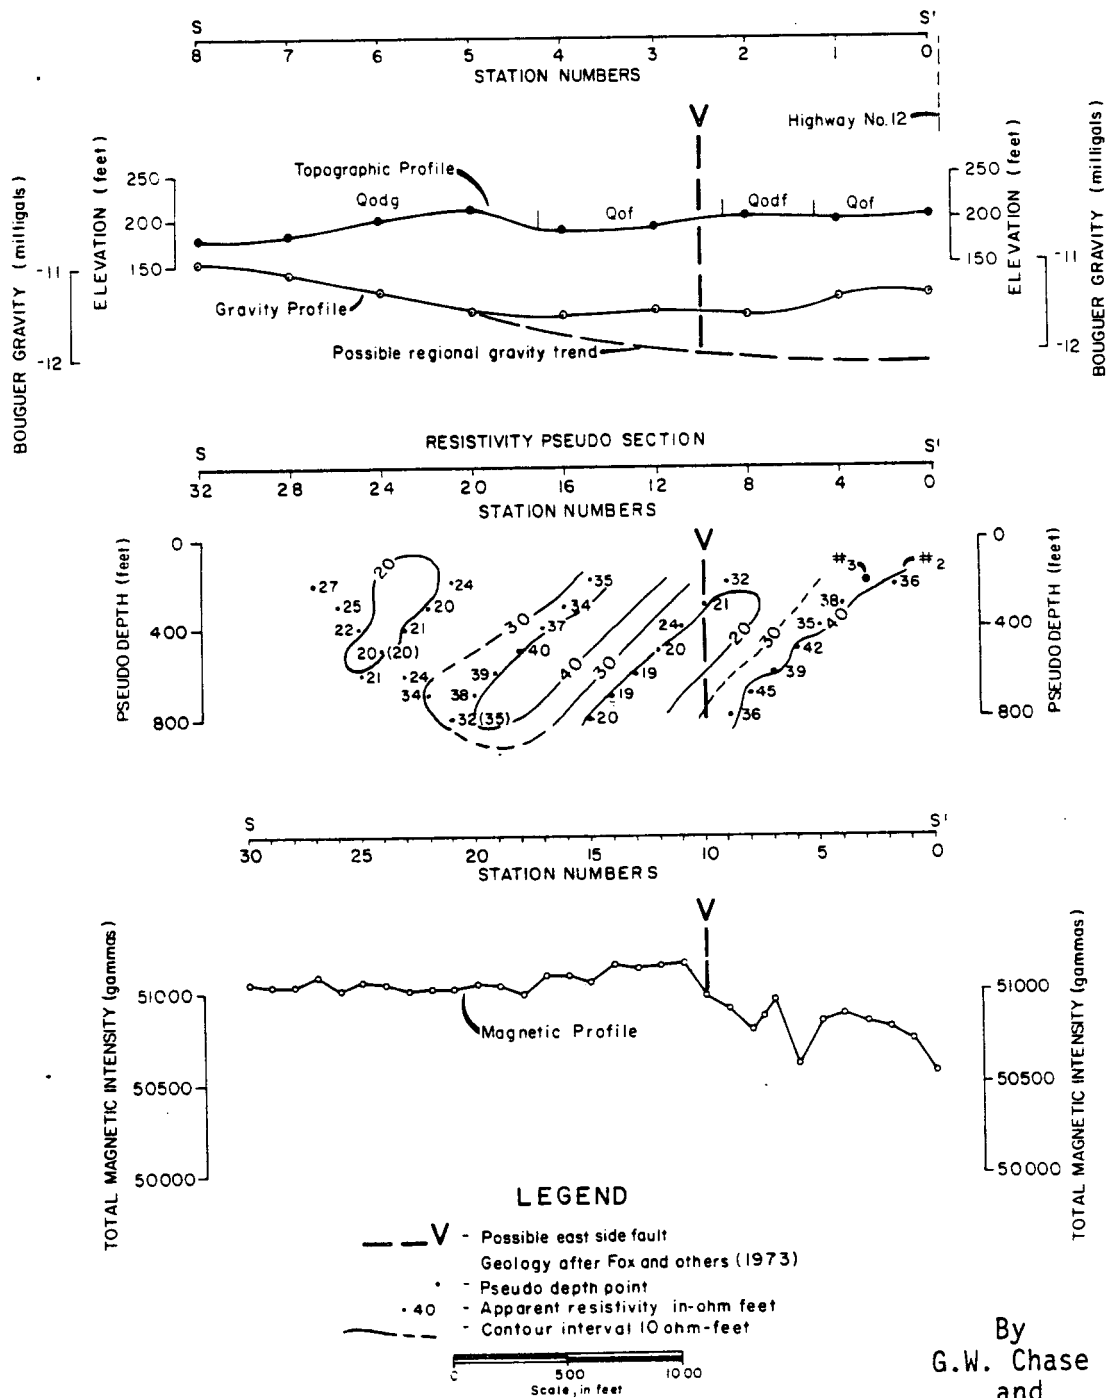 S S'
8 7 6 5 4 3 2 1 0
STATION NUMBERS
V
Highway No. 12
BOUGUER GRAVITY (milligals)
ELEVATION (feet)
Topographic Profile
250
200
150
Qodg Qof Qodf Qof
250
200
150
ELEVATION (feet)
BOUGUER GRAVITY (milligals)
-11
-12
Gravity Profile
Possible regional gravity trend
-11
-12
RESISTIVITY PSEUDO SECTION
S S'
32 28 24 20 16 12 8 4 0
STATION NUMBERS
V
PSEUDO DEPTH (feet)
0
400
800
0
400
800
PSEUDO DEPTH (feet)
#3 #2
20 35 32 36
27 24 34 21 38
25 20 30 37 24 20 30 35 40
22 21 40 20 42
20 (20) 39 40 30 19 39
21 24 34 38 19 45
32 (35) 20 36
S S'
30 25 20 15 10 5 0
STATION NUMBERS
V
TOTAL MAGNETIC INTENSITY (gammas)
51000
50500
50000
Magnetic Profile
51000
50500
50000
TOTAL MAGNETIC INTENSITY (gammas)
LEGEND
V - Possible east side fault
Geology after Fox and others (1973)
- Pseudo depth point
.40 - Apparent resistivity in-ohm feet
- Contour interval 10 ohm-feet
0 500 1000
Scale, in feet
By
G.W. Chase
and